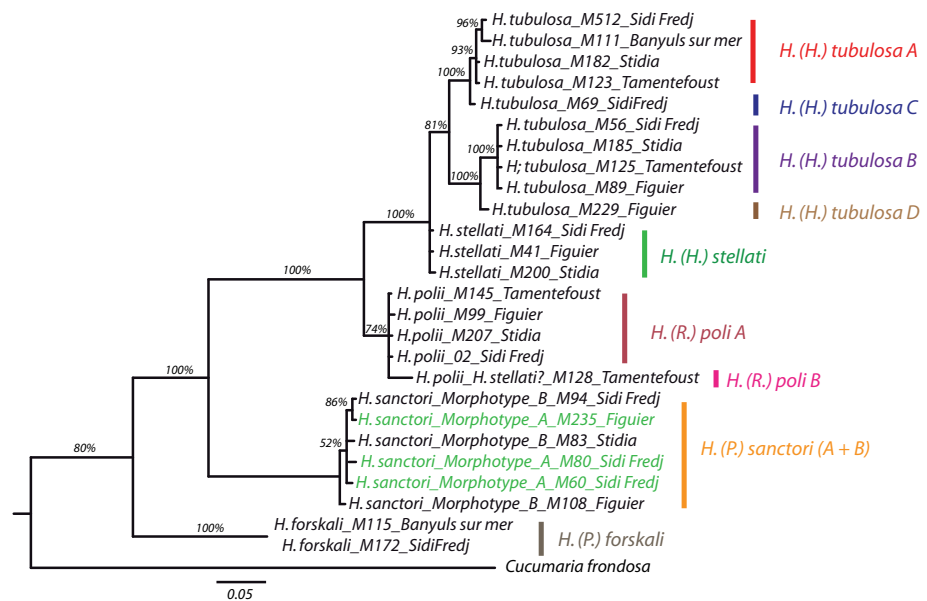 96%
H. tubulosa_M512_Sidi Fredj
H. tubulosa_M111_Banyuls sur mer
H. (H.) tubulosa A
93%
H.tubulosa_M182_Stidia
100%
H. tubulosa_M123_Tamentefoust
H.tubulosa_M69_SidiFredj
H. (H.) tubulosa C
81%
H. tubulosa_M56_Sidi Fredj
100%
H.tubulosa_M185_Stidia
H; tubulosa_M125_Tamentefoust
H. (H.) tubulosa B
100%
H. tubulosa_M89_Figuier
H.tubulosa_M229_Figuier
H. (H.) tubulosa D
100%
H. stellati_M164_Sidi Fredj
H. stellati_M41_Figuier
H. (H.) stellati
H.stellati_M200_Stidia
100%
H. polii_M145_Tamentefoust
H. polii_M99_Figuier
74%
H.polii_M207_Stidia
H. (R.) poli A
H. polii_02_Sidi Fredj
100%
H. polii_H.stellati?_M128_Tamentefoust
H. (R.) poli B
86%
H. sanctori_Morphotype_B_M94_Sidi Fredj
H. sanctori_Morphotype_A_M235_Figuier
52%
H. sanctori_Morphotype_B_M83_Stidia
H. (P.) sanctori (A + B)
80%
H. sanctori_Morphotype_A_M80_Sidi Fredj
H. sanctori_Morphotype_A_M60_Sidi Fredj
H. sanctori_Morphotype_B_M108_Figuier
100%
H. forskali_M115_Banyuls sur mer
H. forskali_M172_SidiFredj
H. (P.) forskali
Cucumaria frondosa
0.05